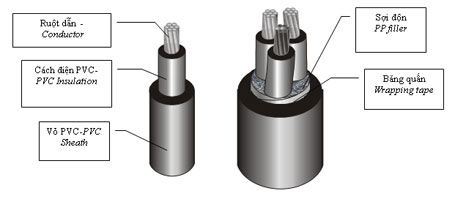 Ruột dẫn -
Conductor
Cách điện PVC-
PVC Insulation
Vỏ PVC-PVC
Sheath
Sợi độn
PP filler
Băng quấn
Wrapping tape